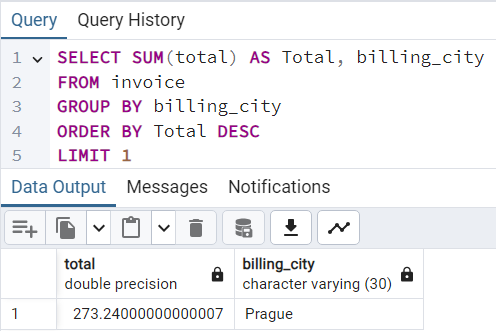 Query Query History
1 SELECT SUM(total) AS Total, billing_city
2 FROM invoice
3 GROUP BY billing_city
4 ORDER BY Total DESC
5 LIMIT 1
Data Output Messages Notifications
total billing_city
double precision character varying (30)
1 273.24000000000007 Prague